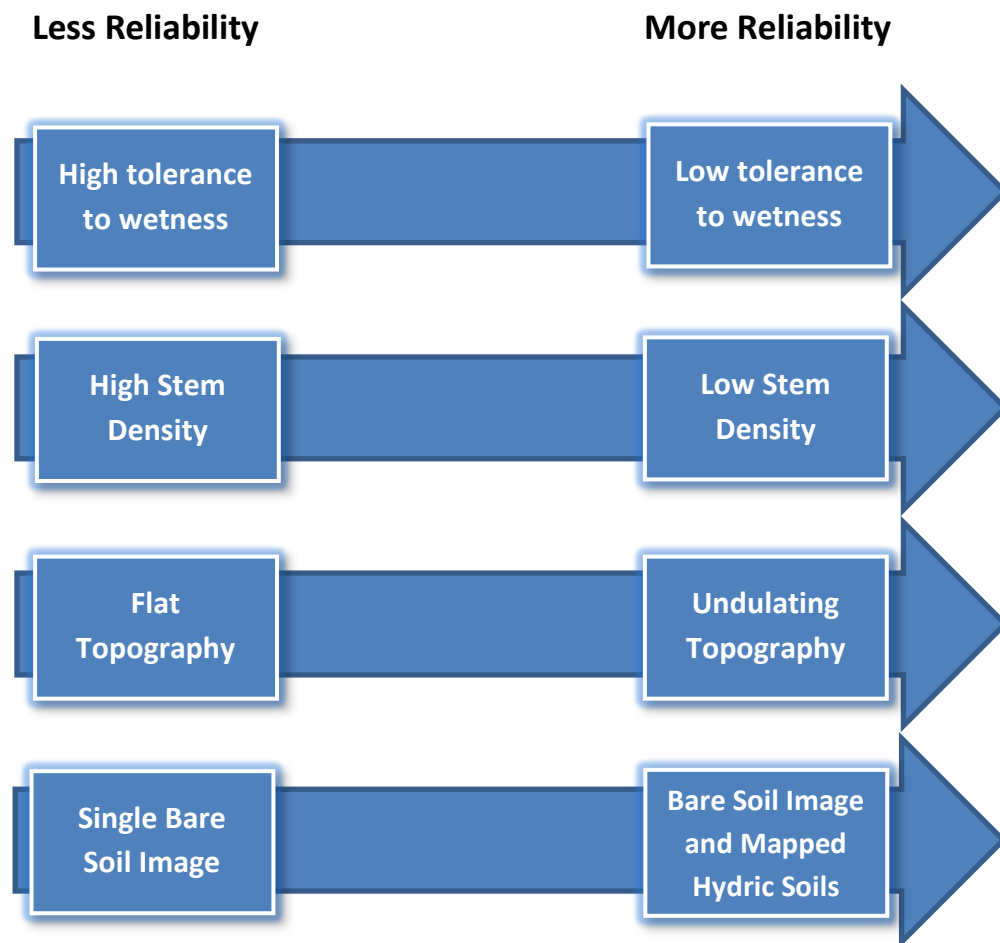 Less Reliability
More Reliability
High tolerance
to wetness
Low tolerance
to wetness
High Stem
Density
Low Stem
Density
Flat
Topography
Undulating
Topography
Single Bare
Soil Image
Bare Soil Image
and Mapped
Hydric Soils